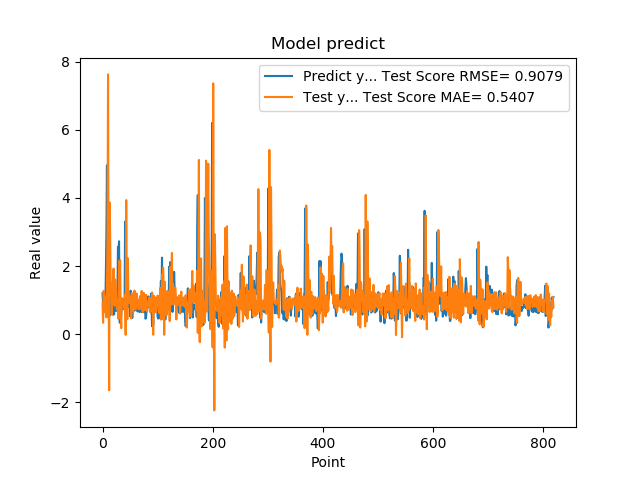 Model predict
Predict y... Test Score RMSE= 0.9079
Test y... Test Score MAE= 0.5407
Real value
8
6
4
2
0
−2
0 200 400 600 800
Point